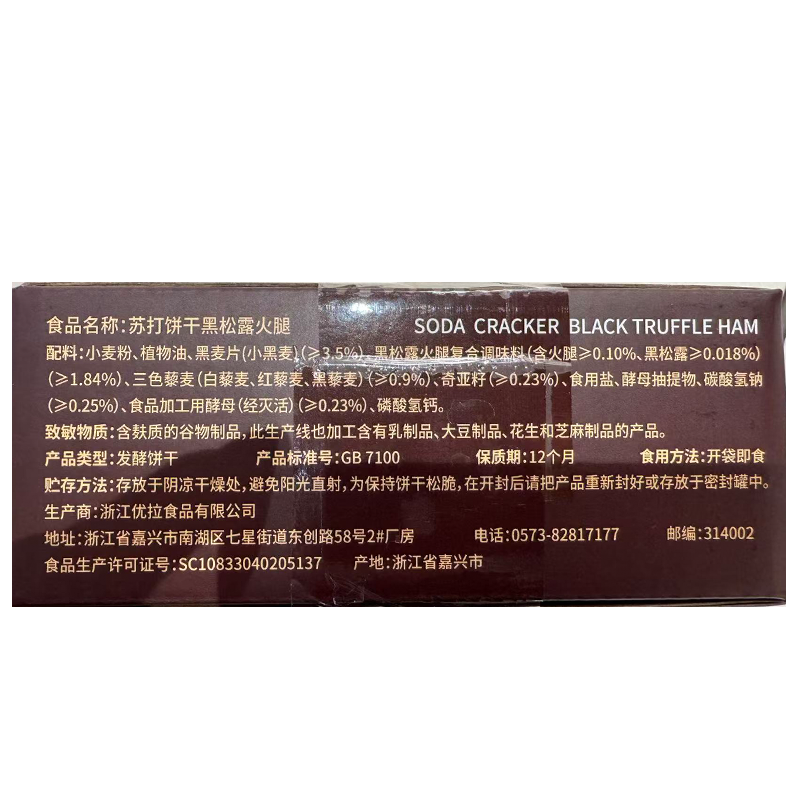 食品名称:苏打饼干黑松露火腿 SODA CRACKER BLACK TRUFFLE HAM
配料:小麦粉、植物油、黑麦片(小黑麦)(≥3.5%)、黑松露火腿复合调味料(含火腿≥0.10%、黑松露≥0.018%)
(≥1.84%)、三色藜麦(白藜麦、红藜麦、黑藜麦)(≥0.9%)、奇亚籽(≥0.23%)、食用盐、酵母抽提物、碳酸氢钠
(≥0.25%)、食品加工用酵母(经灭活)(≥0.23%)、磷酸氢钙。
致敏物质:含麸质的谷物制品,此生产线也加工含有乳制品、大豆制品、花生和芝麻制品的产品。
产品类型:发酵饼干 产品标准号:GB 7100 保质期:12个月 食用方法:开袋即食
贮存方法:存放于阴凉干燥处,避免阳光直射,为保持饼干松脆,在开封后请把产品重新封好或存放于密封罐中。
生产商:浙江优拉食品有限公司
地址:浙江省嘉兴市南湖区七星街道东创路58号2#厂房 电话:0573-82817177 邮编:314002
食品生产许可证号:SC10833040205137 产地:浙江省嘉兴市